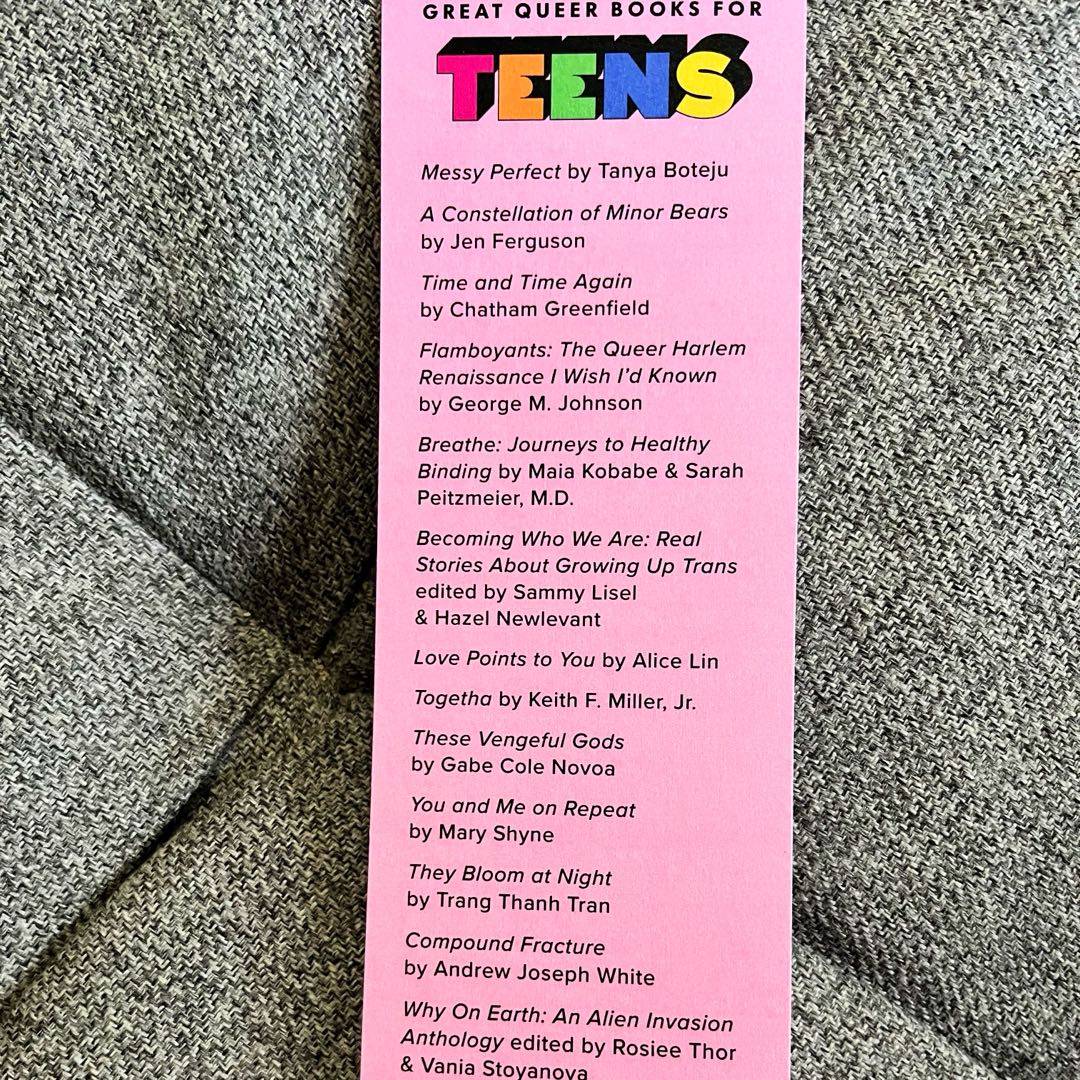 GREAT QUEER BOOKS FOR
TEENS
Messy Perfect by Tanya Boteju
A Constellation of Minor Bears
by Jen Ferguson
Time and Time Again
by Chatham Greenfield
Flamboyants: The Queer Harlem
Renaissance I Wish I'd Known
by George M. Johnson
Breathe: Journeys to Healthy
Binding by Maia Kobabe & Sarah
Peitzmeier, M.D.
Becoming Who We Are: Real
Stories About Growing Up Trans
edited by Sammy Lisel
& Hazel Newlevant
Love Points to You by Alice Lin
Togetha by Keith F. Miller, Jr.
These Vengeful Gods
by Gabe Cole Novoa
You and Me on Repeat
by Mary Shyne
They Bloom at Night
by Trang Thanh Tran
Compound Fracture
by Andrew Joseph White
Why On Earth: An Alien Invasion
Anthology edited by Rosiee Thor
& Vania Stoyanova